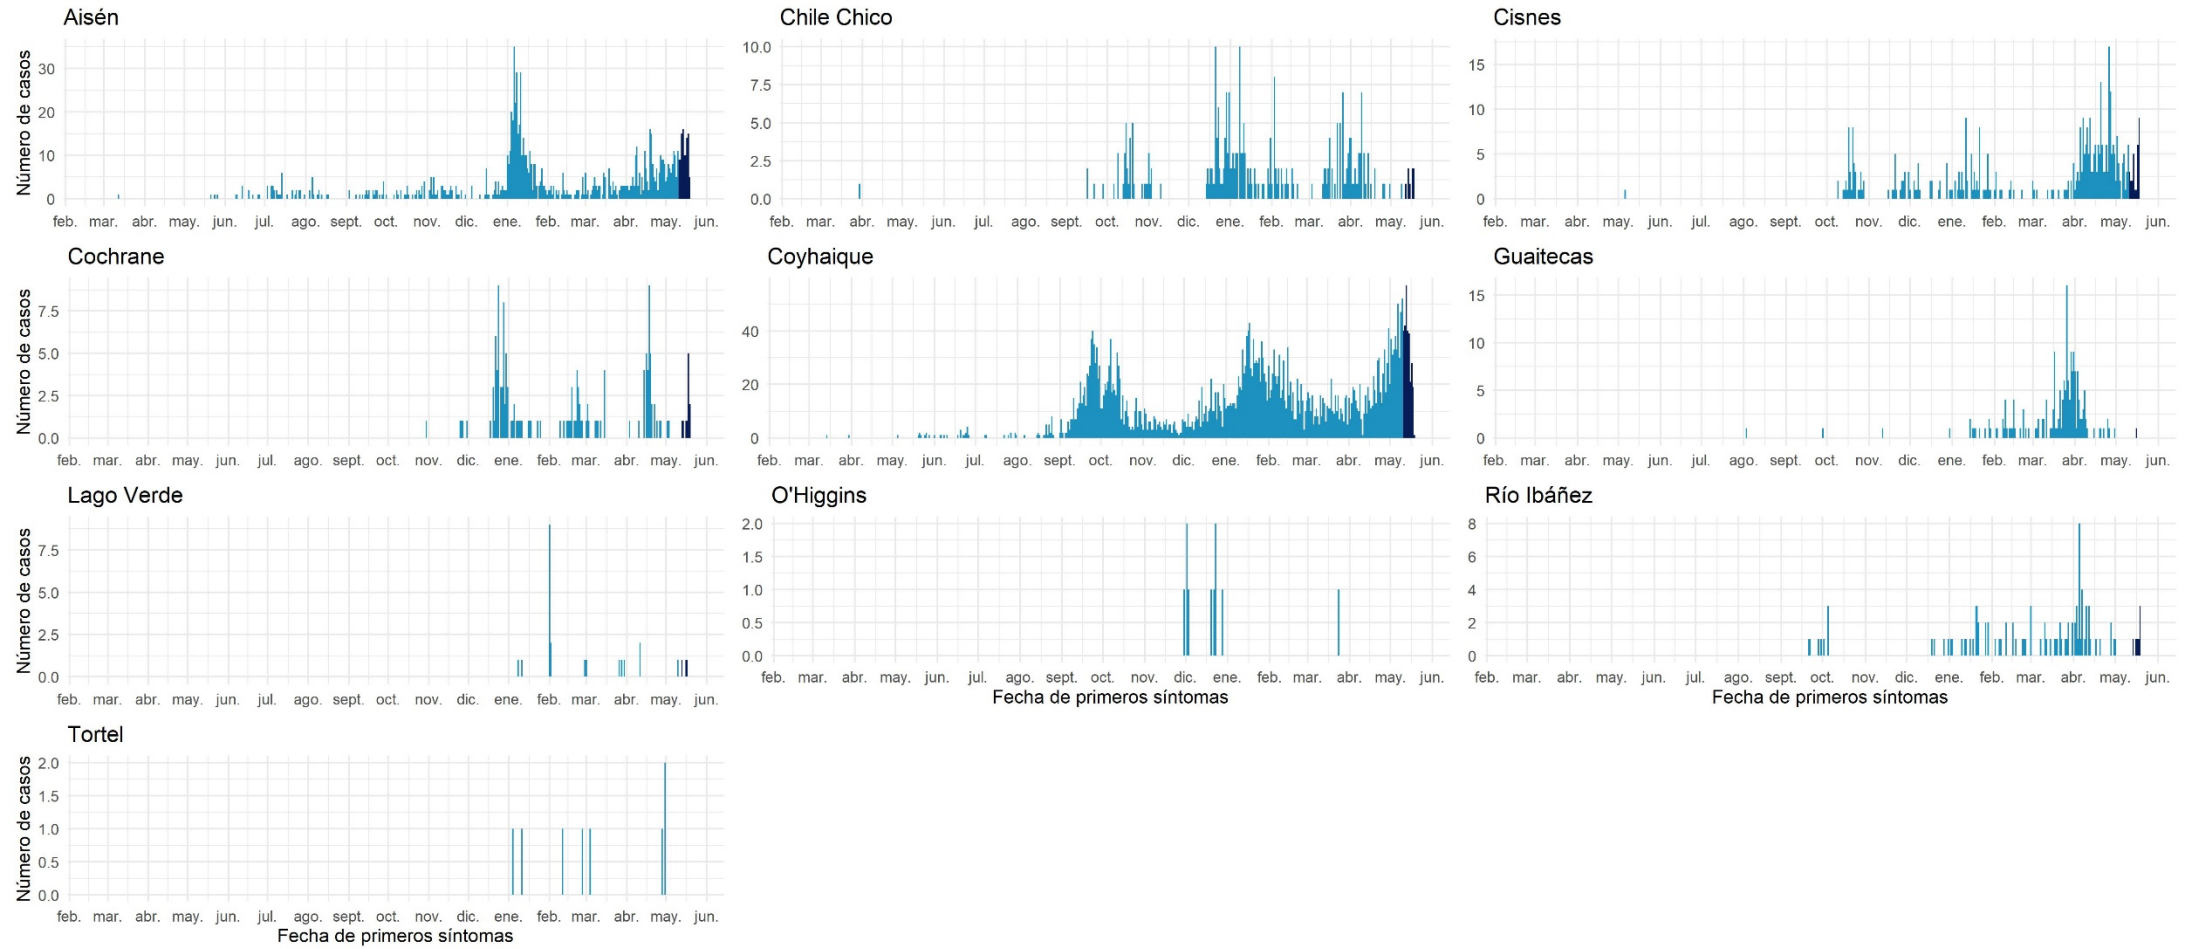 Aisén
Número de casos
30
20
10
0
feb. mar. abr. may. jun. jul. ago. sept. oct. nov. dic. ene. feb. mar. abr. may. jun.
Chile Chico
10.0
7.5
5.0
2.5
0.0
feb. mar. abr. may. jun. jul. ago. sept. oct. nov. dic. ene. feb. mar. abr. may. jun.
Cisnes
15
10
5
0
feb. mar. abr. may. jun. jul. ago. sept. oct. nov. dic. ene. feb. mar. abr. may. jun.
Cochrane
Número de casos
7.5
5.0
2.5
0.0
feb. mar. abr. may. jun. jul. ago. sept. oct. nov. dic. ene. feb. mar. abr. may. jun.
Coyhaique
40
20
0
feb. mar. abr. may. jun. jul. ago. sept. oct. nov. dic. ene. feb. mar. abr. may. jun.
Guaitecas
15
10
5
0
feb. mar. abr. may. jun. jul. ago. sept. oct. nov. dic. ene. feb. mar. abr. may. jun.
Lago Verde
Número de casos
7.5
5.0
2.5
0.0
feb. mar. abr. may. jun. jul. ago. sept. oct. nov. dic. ene. feb. mar. abr. may. jun.
O'Higgins
2.0
1.5
1.0
0.5
0.0
feb. mar. abr. may. jun. jul. ago. sept. oct. nov. dic. ene. feb. mar. abr. may. jun.
Fecha de primeros síntomas
Río Ibáñez
8
6
4
2
0
feb. mar. abr. may. jun. jul. ago. sept. oct. nov. dic. ene. feb. mar. abr. may. jun.
Fecha de primeros síntomas
Tortel
Número de casos
2.0
1.5
1.0
0.5
0.0
feb. mar. abr. may. jun. jul. ago. sept. oct. nov. dic. ene. feb. mar. abr. may. jun.
Fecha de primeros síntomas